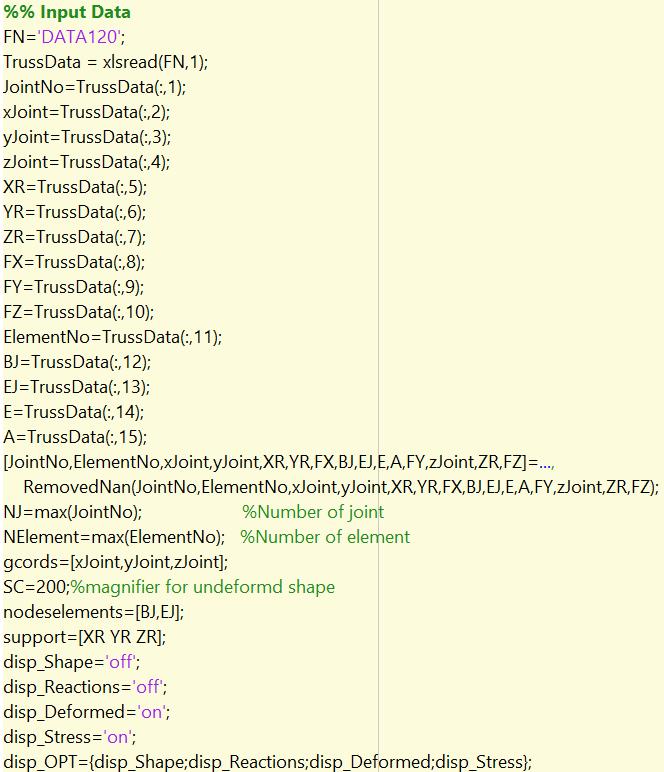 %% Input Data
FN='DATA120';
TrussData = xlsread(FN,1);
JointNo=TrussData(:,1);
xJoint=TrussData(:,2);
yJoint=TrussData(:,3);
zJoint=TrussData(:,4);
XR=TrussData(:,5);
YR=TrussData(:,6);
ZR=TrussData(:,7);
FX=TrussData(:,8);
FY=TrussData(:,9);
FZ=TrussData(:,10);
ElementNo=TrussData(:,11);
BJ=TrussData(:,12);
EJ=TrussData(:,13);
E=TrussData(:,14);
A=TrussData(:,15);
[JointNo,ElementNo,xJoint,yJoint,XR,YR,FX,BJ,EJ,E,A,FY,zJoint,ZR,FZ]=...,
RemovedNan(JointNo,ElementNo,xJoint,yJoint,XR,YR,FX,BJ,EJ,E,A,FY,zJoint,ZR,FZ);
NJ=max(JointNo); %Number of joint
NElement=max(ElementNo); %Number of element
gcords=[xJoint,yJoint,zJoint];
SC=200;%magnifier for undeformd shape
nodeselements=[BJ,EJ];
support=[XR YR ZR];
disp_Shape='off';
disp_Reactions='off';
disp_Deformed='on';
disp_Stress='on';
disp_OPT={disp_Shape;disp_Reactions;disp_Deformed;disp_Stress};